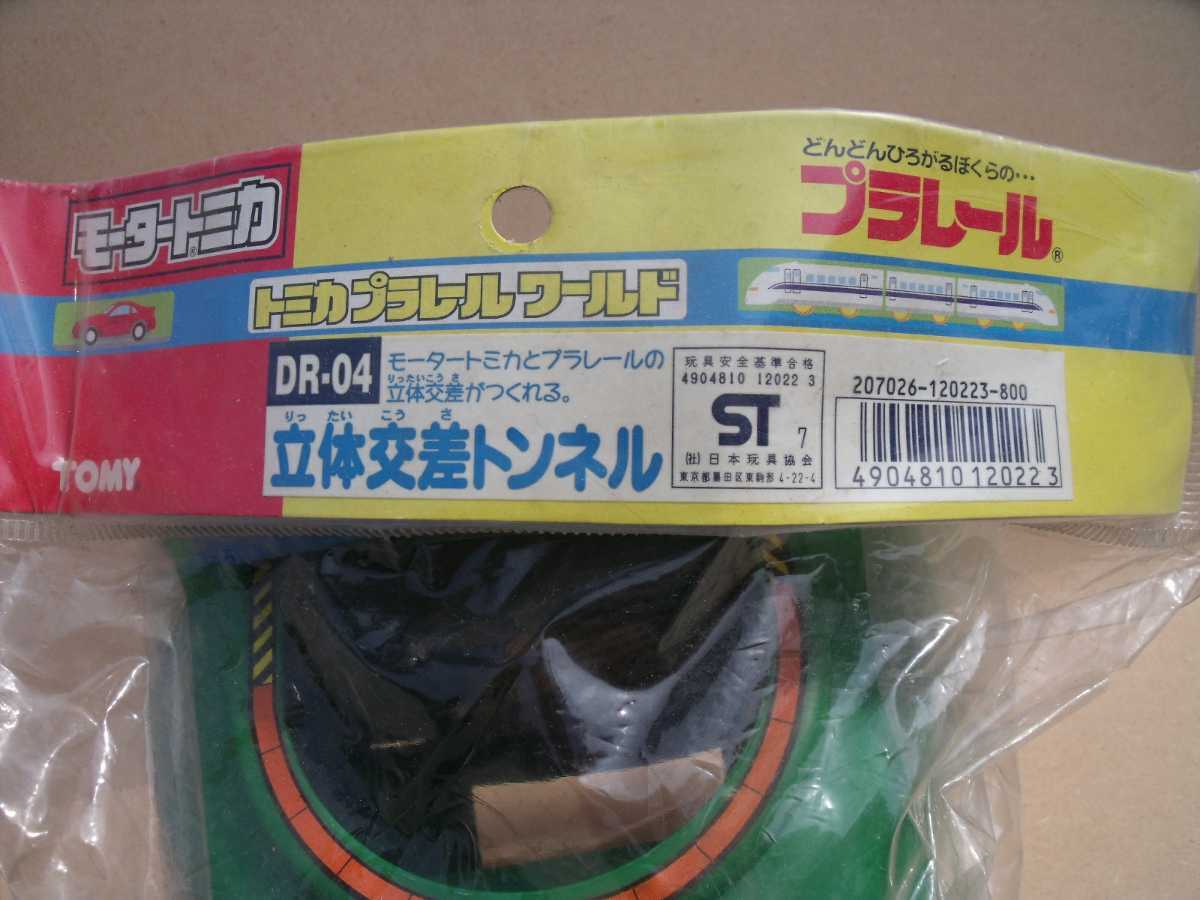 モータートミカ®
どんどんひろがるぼくらの…
プラレール®
トミカプラレールワールド
DR-04
モータートミカとプラレールの
りったいこうさ
立体交差がつくれる。
りったいこうさ
立体交差トンネル
玩具安全基準合格
4904810 12022 3
ST 7
(社)日本玩具協会
東京都墨田区東駒形4-22-4
207026-120223-800
4904810120223
TOMY